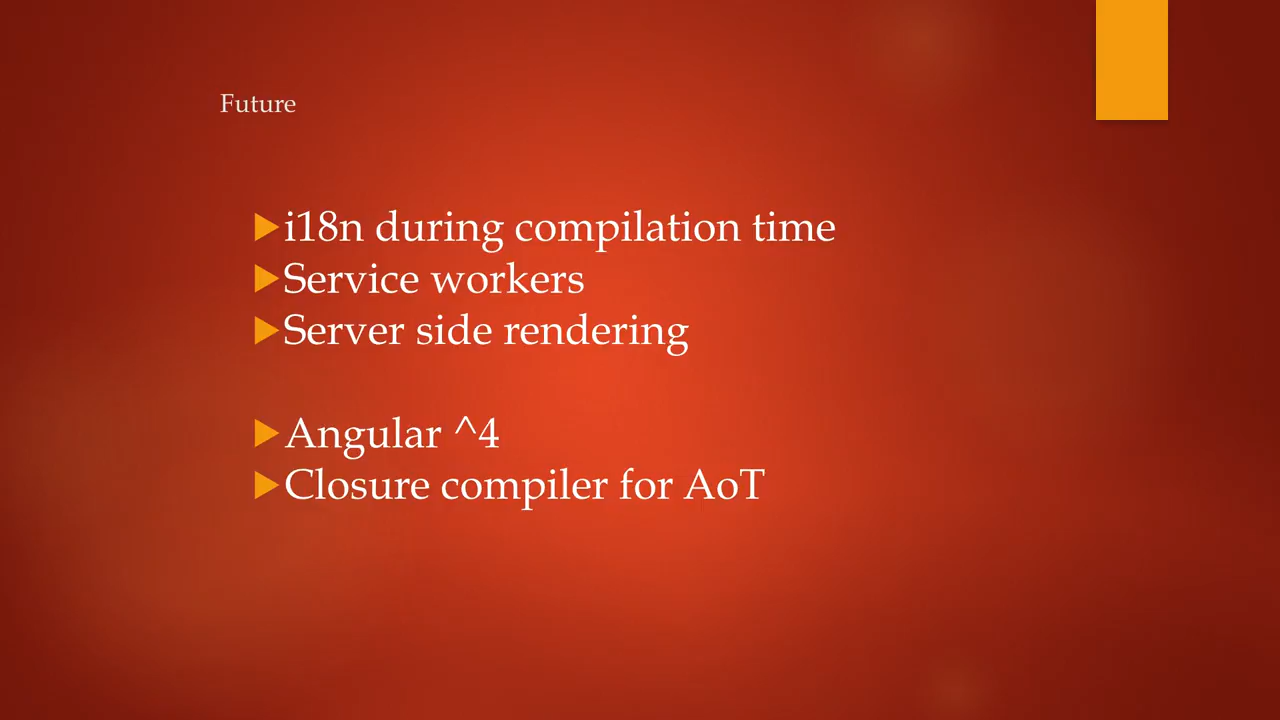 Future
i18n during compilation time
Service workers
Server side rendering
Angular ^4
Closure compiler for AoT